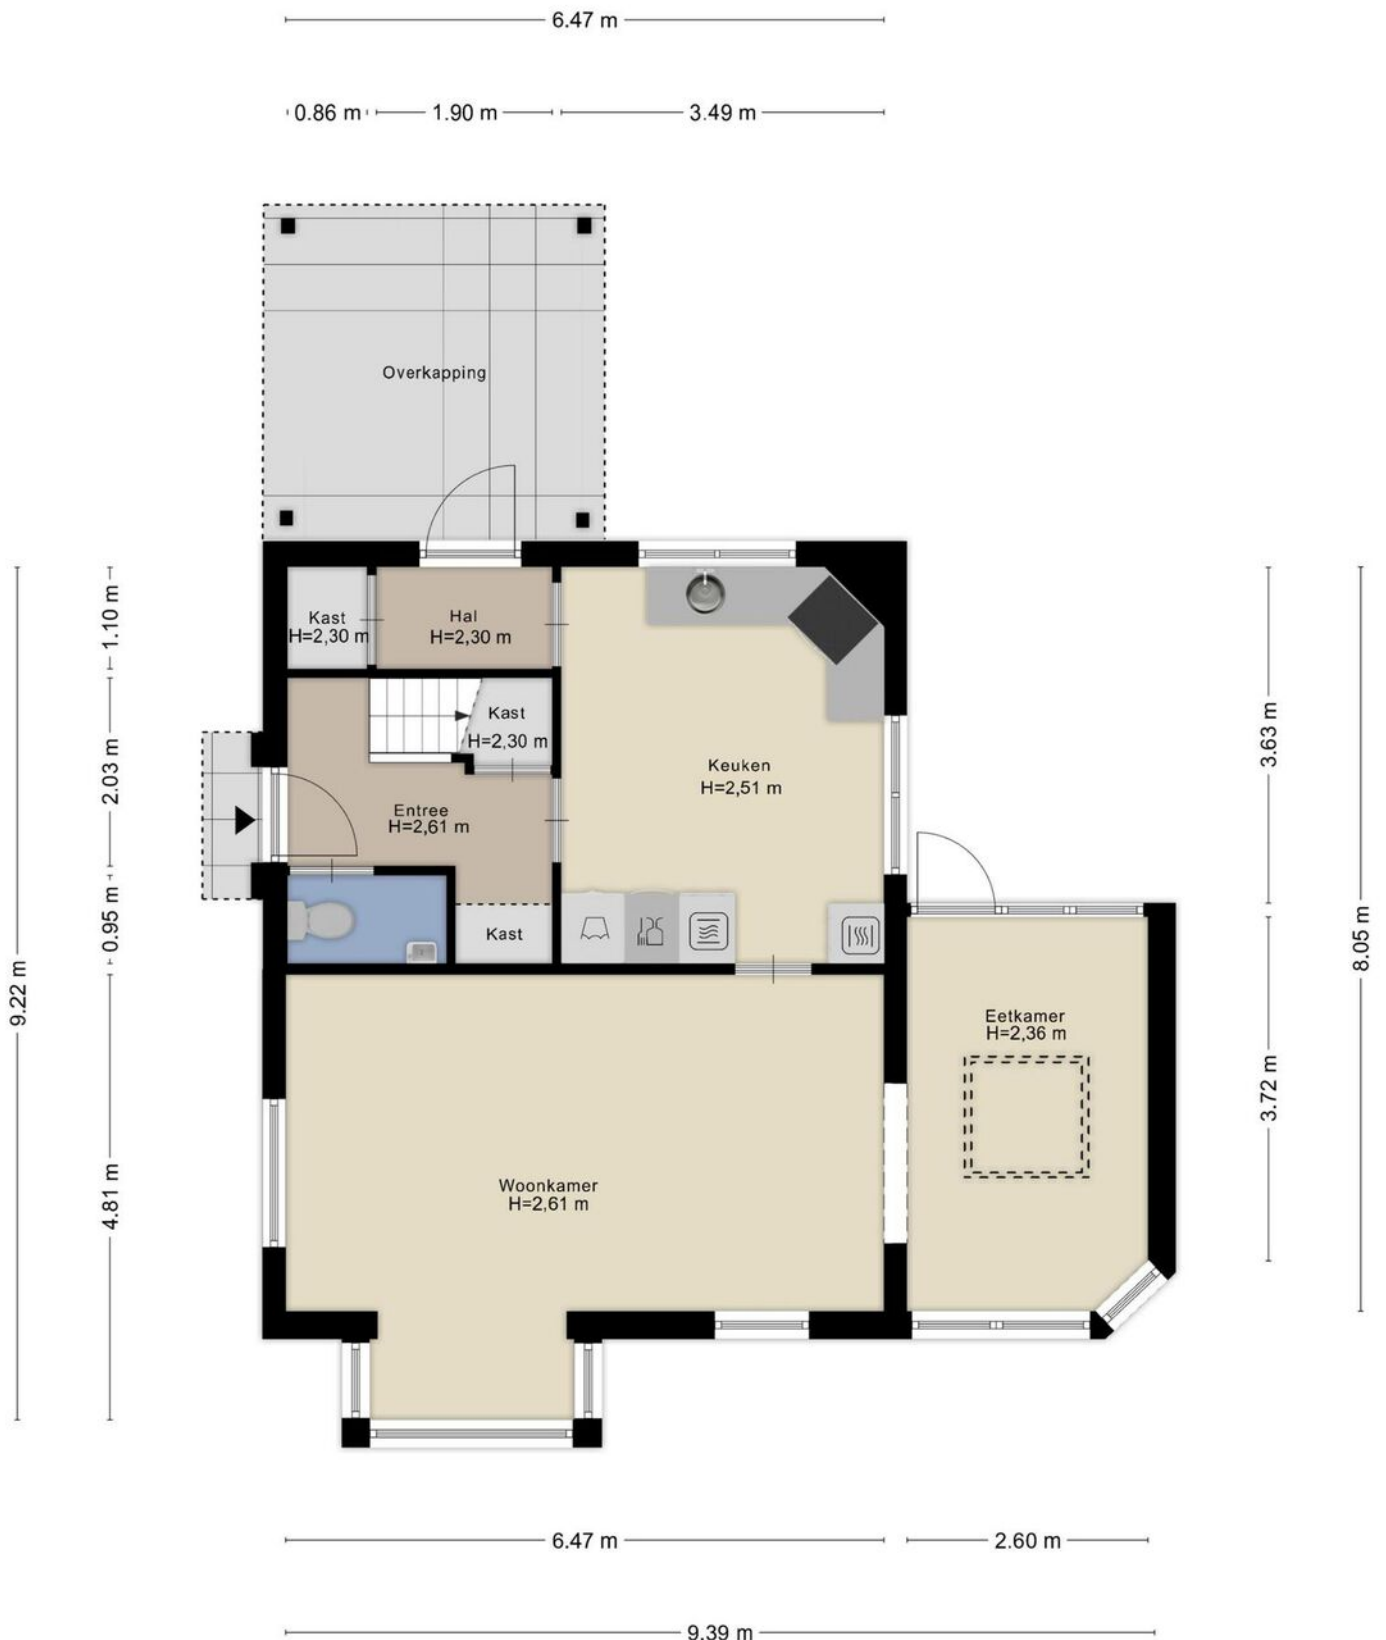 6.47 m
0.86 m
1.90 m
3.49 m
Overkapping
Kast
H=2,30 m
Hal
H=2,30 m
Kast
H=2,30 m
Keuken
H=2,51 m
Entree
H=2,61 m
Kast
Eetkamer
H=2,36 m
Woonkamer
H=2,61 m
1.10 m
2.03 m
0.95 m
4.81 m
9.22 m
3.63 m
3.72 m
8.05 m
6.47 m
2.60 m
9.39 m